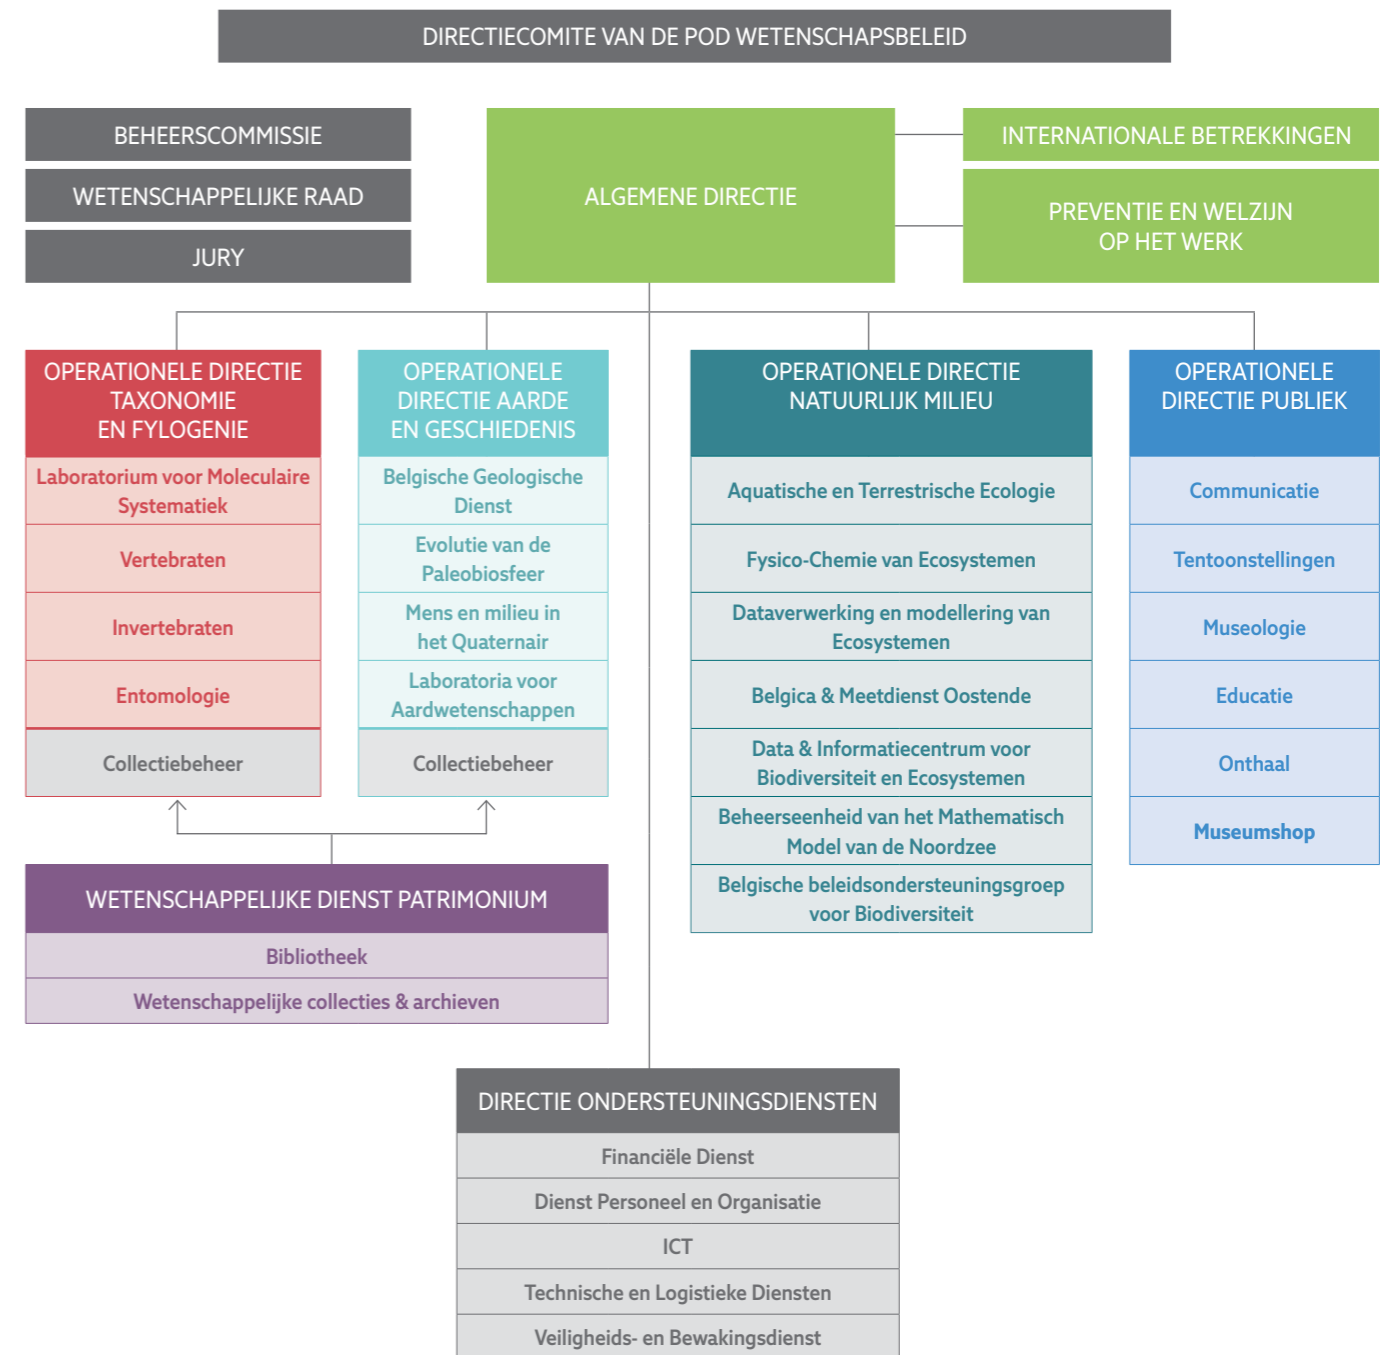 DIRECTIECOMITE VAN DE POD WETENSCHAPSBELEID
BEHEERSCOMMISSIE
WETENSCHAPPELIJKE RAAD
JURY
ALGEMENE DIRECTIE
INTERNATIONALE BETREKKINGEN
PREVENTIE EN WELZIJN
OP HET WERK
OPERATIONELE DIRECTIE
TAXONOMIE
EN FYLOGENIE
Laboratorium voor Moleculaire
Systematiek
Vertebraten
Invertebraten
Entomologie
Collectiebeheer
OPERATIONELE
DIRECTIE AARDE
EN GESCHIEDENIS
Belgische Geologische
Dienst
Evolutie van de
Paleobiosfeer
Mens en milieu in
het Quaternair
Laboratoria voor
Aardwetenschappen
Collectiebeheer
OPERATIONELE DIRECTIE
NATUURLIJK MILIEU
Aquatische en Terrestrische Ecologie
Fysico-Chemie van Ecosystemen
Dataverwerking en modellering van
Ecosystemen
Belgica & Meetdienst Oostende
Data & Informatiecentrum voor
Biodiversiteit en Ecosystemen
Beheerseenheid van het Mathematisch
Model van de Noordzee
Belgische beleidsondersteuningsgroep
voor Biodiversiteit
OPERATIONELE
DIRECTIE PUBLIEK
Communicatie
Tentoonstellingen
Museologie
Educatie
Onthaal
Museumshop
WETENSCHAPPELIJKE DIENST PATRIMONIUM
Bibliotheek
Wetenschappelijke collecties & archieven
DIRECTIE ONDERSTEUNINGSDIENSTEN
Financiële Dienst
Dienst Personeel en Organisatie
ICT
Technische en Logistieke Diensten
Veiligheids- en Bewakingsdienst